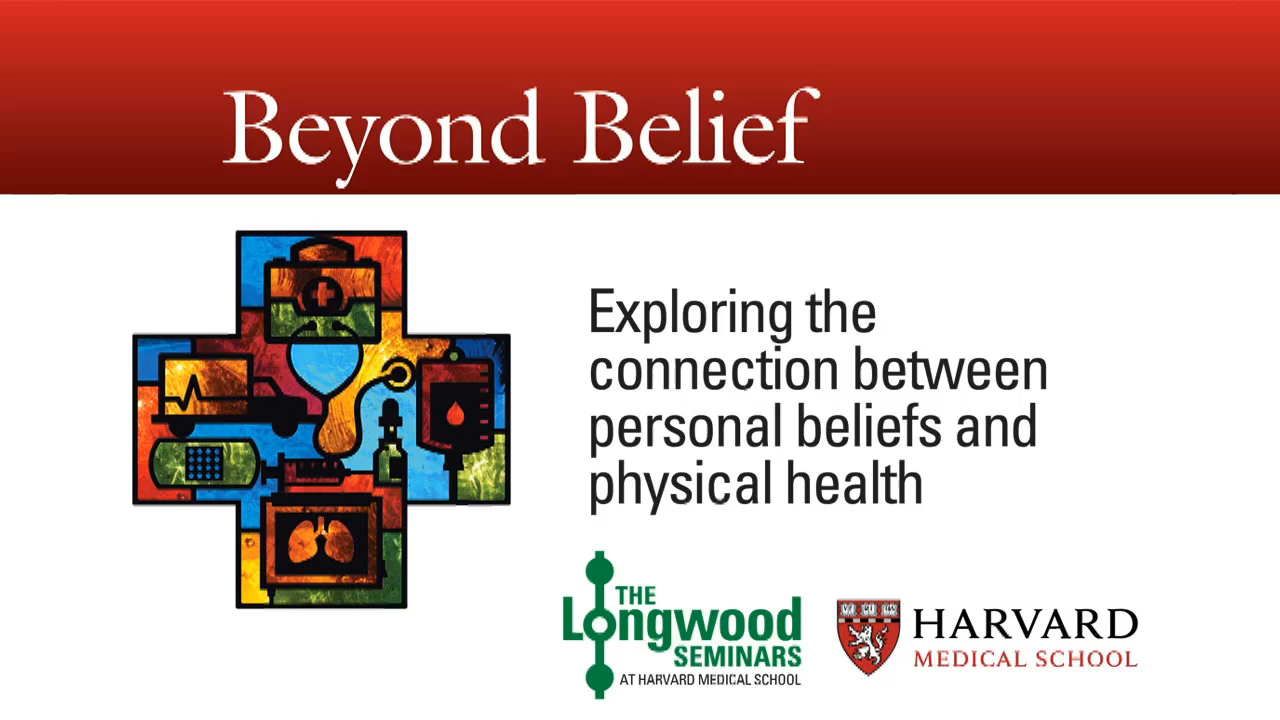 Beyond Belief
Exploring the
connection between
personal beliefs and
physical health
THE
Longwood
SEMINARS
AT HARVARD MEDICAL SCHOOL
HARVARD
MEDICAL SCHOOL